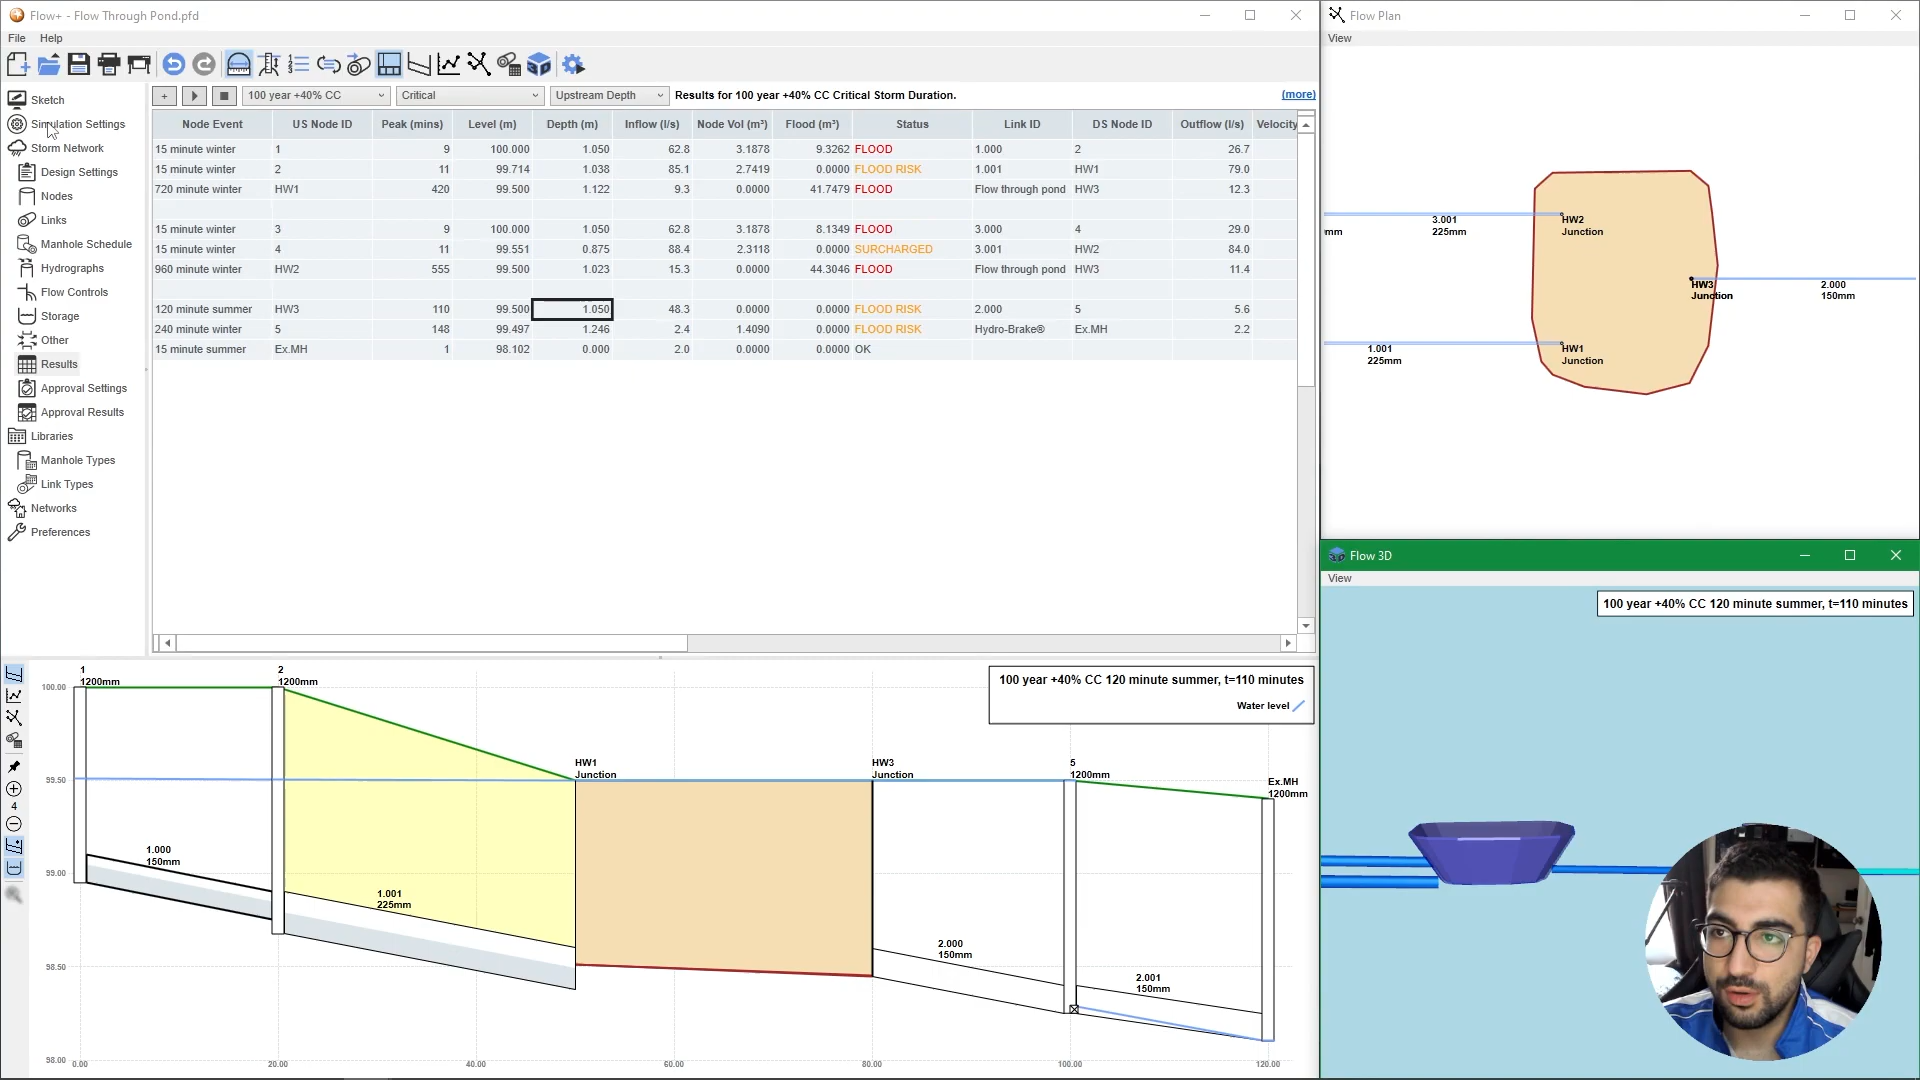 Flow+ - Flow Through Pond.pfd
File Help
100 year +40% CC Critical Upstream Depth Results for 100 year +40% CC Critical Storm Duration. (more)
Sketch
Simulation Settings
Storm Network
Design Settings
Nodes
Links
Manhole Schedule
Hydrographs
Flow Controls
Storage
Other
Results
Approval Settings
Approval Results
Libraries
Manhole Types
Link Types
Networks
Preferences
Node Event US Node ID Peak (mins) Level (m) Depth (m) Inflow (l/s) Node Vol (m³) Flood (m³) Status Link ID DS Node ID Outflow (l/s) Velocity
15 minute winter 1 9 100.000 1.050 62.8 3.1878 9.3262 FLOOD 1.000 2 26.7
15 minute winter 2 11 99.714 1.038 85.1 2.7419 0.0000 FLOOD RISK 1.001 HW1 79.0
720 minute winter HW1 420 99.500 1.122 9.3 0.0000 41.7479 FLOOD Flow through pond HW3 12.3
15 minute winter 3 9 100.000 1.050 62.8 3.1878 8.1349 FLOOD 3.000 4 29.0
15 minute winter 4 11 99.551 0.875 88.4 2.3118 0.0000 SURCHARGED 3.001 HW2 84.0
960 minute winter HW2 555 99.500 1.023 15.3 0.0000 44.3046 FLOOD Flow through pond HW3 11.4
120 minute summer HW3 110 99.500 1.050 48.3 0.0000 0.0000 FLOOD RISK 2.000 5 5.6
240 minute winter 5 148 99.497 1.246 2.4 1.4090 0.0000 FLOOD RISK Hydro-Brake® Ex.MH 2.2
15 minute summer Ex.MH 1 98.102 0.000 2.0 0.0000 0.0000 OK
Flow Plan
View
3.001
225mm
mm
HW2
Junction
HW3
Junction
2.000
150mm
1.001
225mm
HW1
Junction
Flow 3D
View
100 year +40% CC 120 minute summer, t=110 minutes
100 year +40% CC 120 minute summer, t=110 minutes
Water level
1
1200mm
2
1200mm
HW1
Junction
HW3
Junction
5
1200mm
Ex.MH
1200mm
1.000
150mm
1.001
225mm
2.000
150mm
2.001
150mm
4
100.00
99.50
99.00
98.50
98.00
0.00 20.00 40.00 60.00 80.00 100.00 120.00